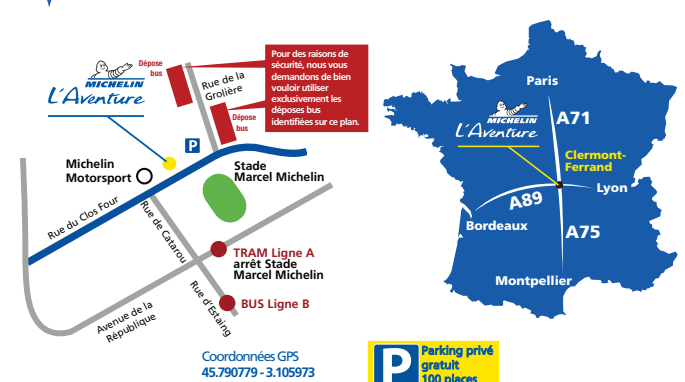 MICHELIN
L'Aventure
Dépose
bus
Rue de la
Grolière
Dépose
bus
Pour des raisons de
sécurité, nous vous
demandons de bien
vouloir utiliser
exclusivement les
déposes bus
identifiées sur ce plan.
P
Michelin
Motorsport
Stade
Marcel Michelin
Rue du Clos Four
Rue de Catarou
TRAM Ligne A
arrêt Stade
Marcel Michelin
Rue d'Estaing
BUS Ligne B
Avenue de la
République
Coordonnées GPS
45.790779 - 3.105973
Paris
A71
MICHELIN
L'Aventure
Clermont-
Ferrand
Lyon
A89
Bordeaux
A75
Montpellier
P
Parking privé
gratuit
100 places